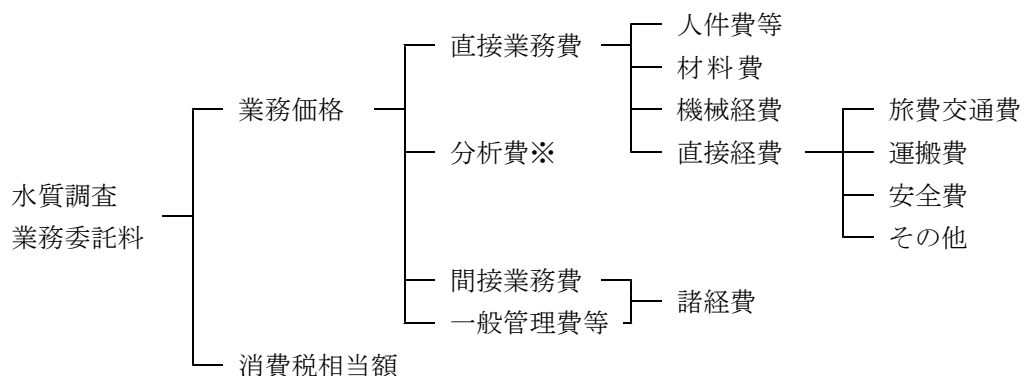 人件費等
直接業務費
材料費
業務価格
機械経費
旅費交通費
分析費※
直接経費
運搬費
水質調査
安全費
業務委託料
その他
間接業務費
諸経費
一般管理費等
消費税相当額